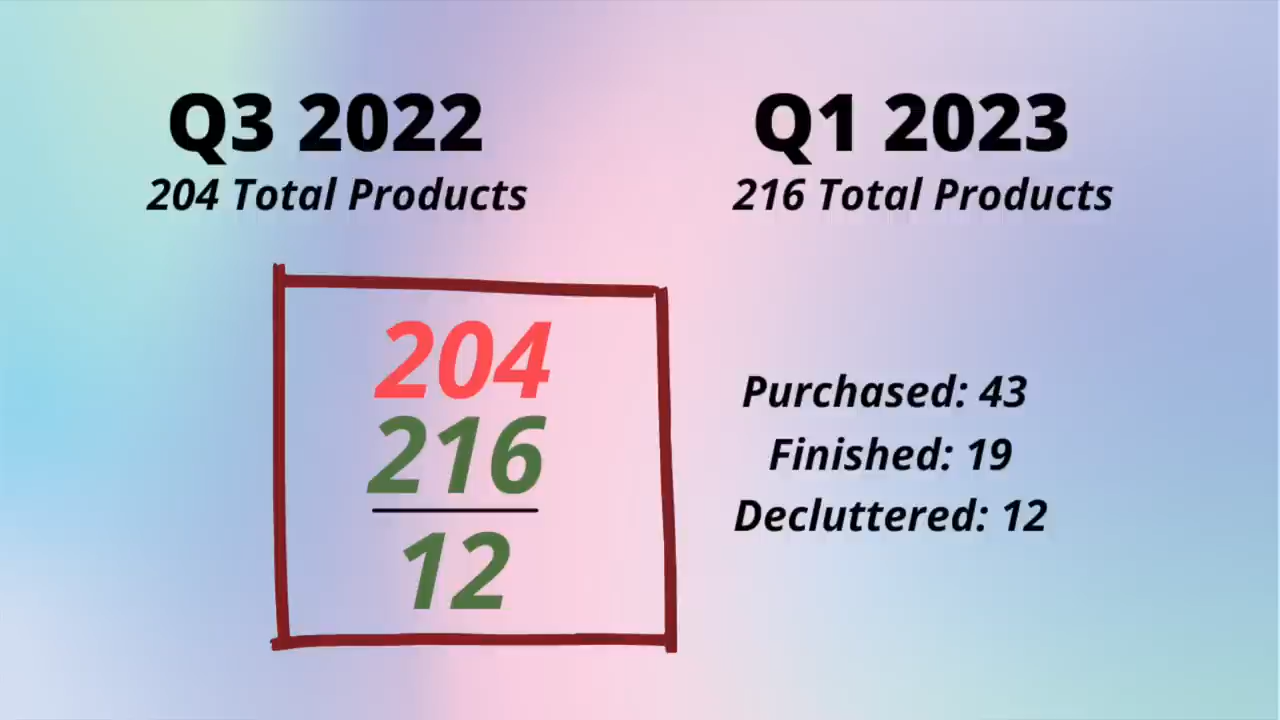 Q3 2022
204 Total Products
Q1 2023
216 Total Products
204
216
12
Purchased: 43
Finished: 19
Decluttered: 12